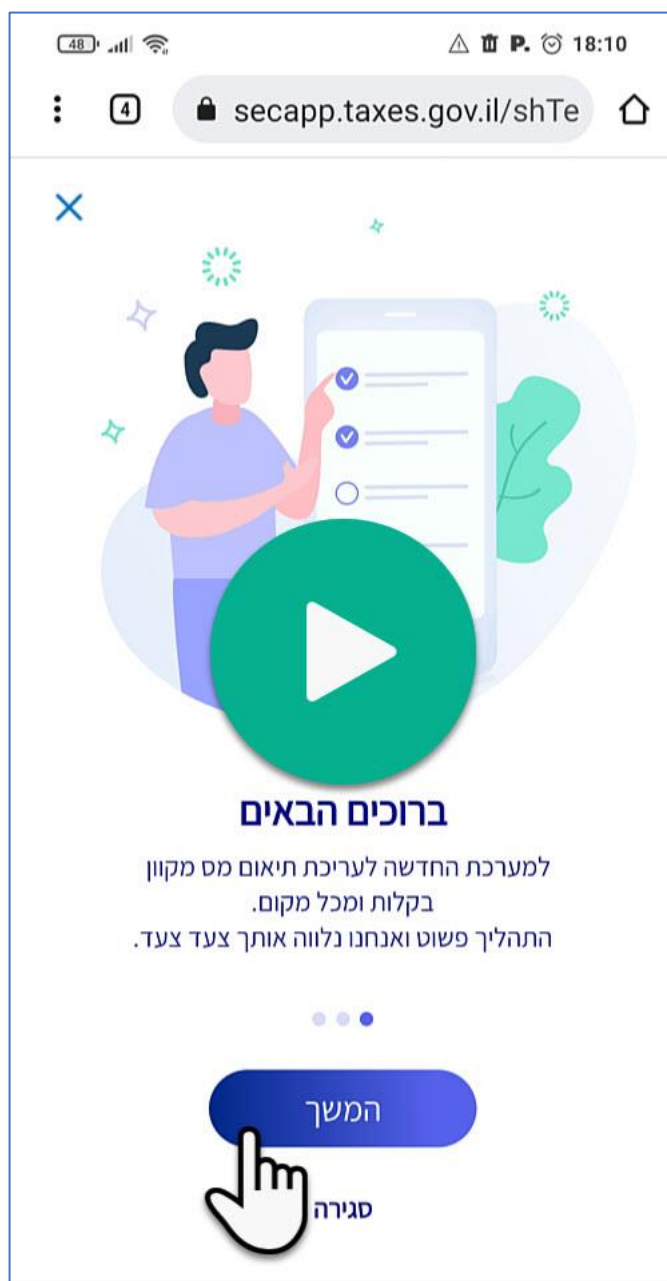 48 P. 18:10
4 secapp.taxes.gov.il/shTe
ברוכים הבאים
למערכת החדשה לעריכת תיאום מס מקוון
בקלות ומכל מקום.
התהליך פשוט ואנחנו נלווה אותך צעד צעד.
המשך
סגירה